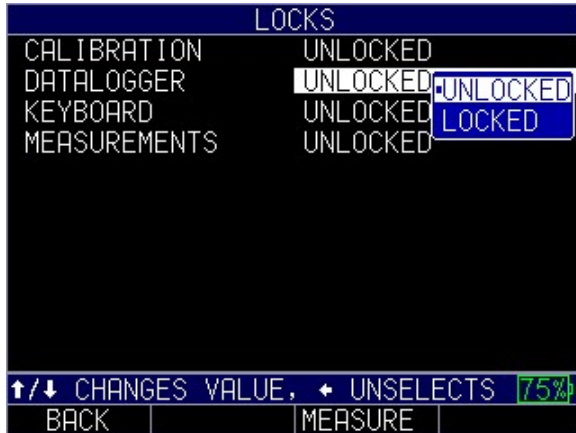 LOCKS
CALIBRATION UNLOCKED
DATALOGGER UNLOCKED
KEYBOARD UNLOCKED
MEASUREMENTS UNLOCKED
▪UNLOCKED
LOCKED
↑/↓ CHANGES VALUE, ← UNSELECTS 75%
BACK MEASURE